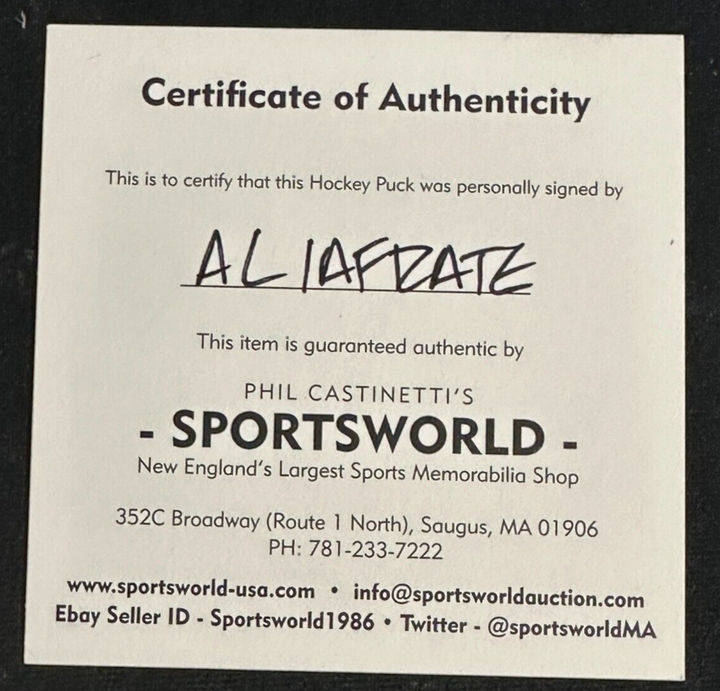 Certificate of Authenticity
This is to certify that this Hockey Puck was personally signed by
AL IAFRATE
This item is guaranteed authentic by
PHIL CASTINETTI'S
- SPORTSWORLD -
New England's Largest Sports Memorabilia Shop
352C Broadway (Route 1 North), Saugus, MA 01906
PH: 781-233-7222
www.sportsworld-usa.com • info@sportsworldauction.com
Ebay Seller ID - Sportsworld1986 • Twitter - @sportsworldMA